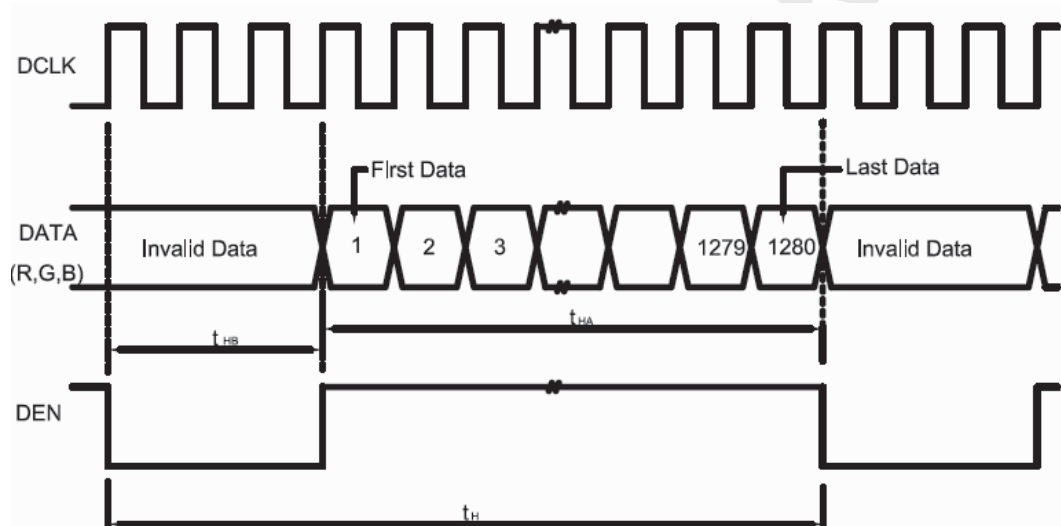 DCLK
First Data
Last Data
DATA
(R,G,B)
Invalid Data
1
2
3
1279
1280
Invalid Data
tHA
tHB
DEN
tH